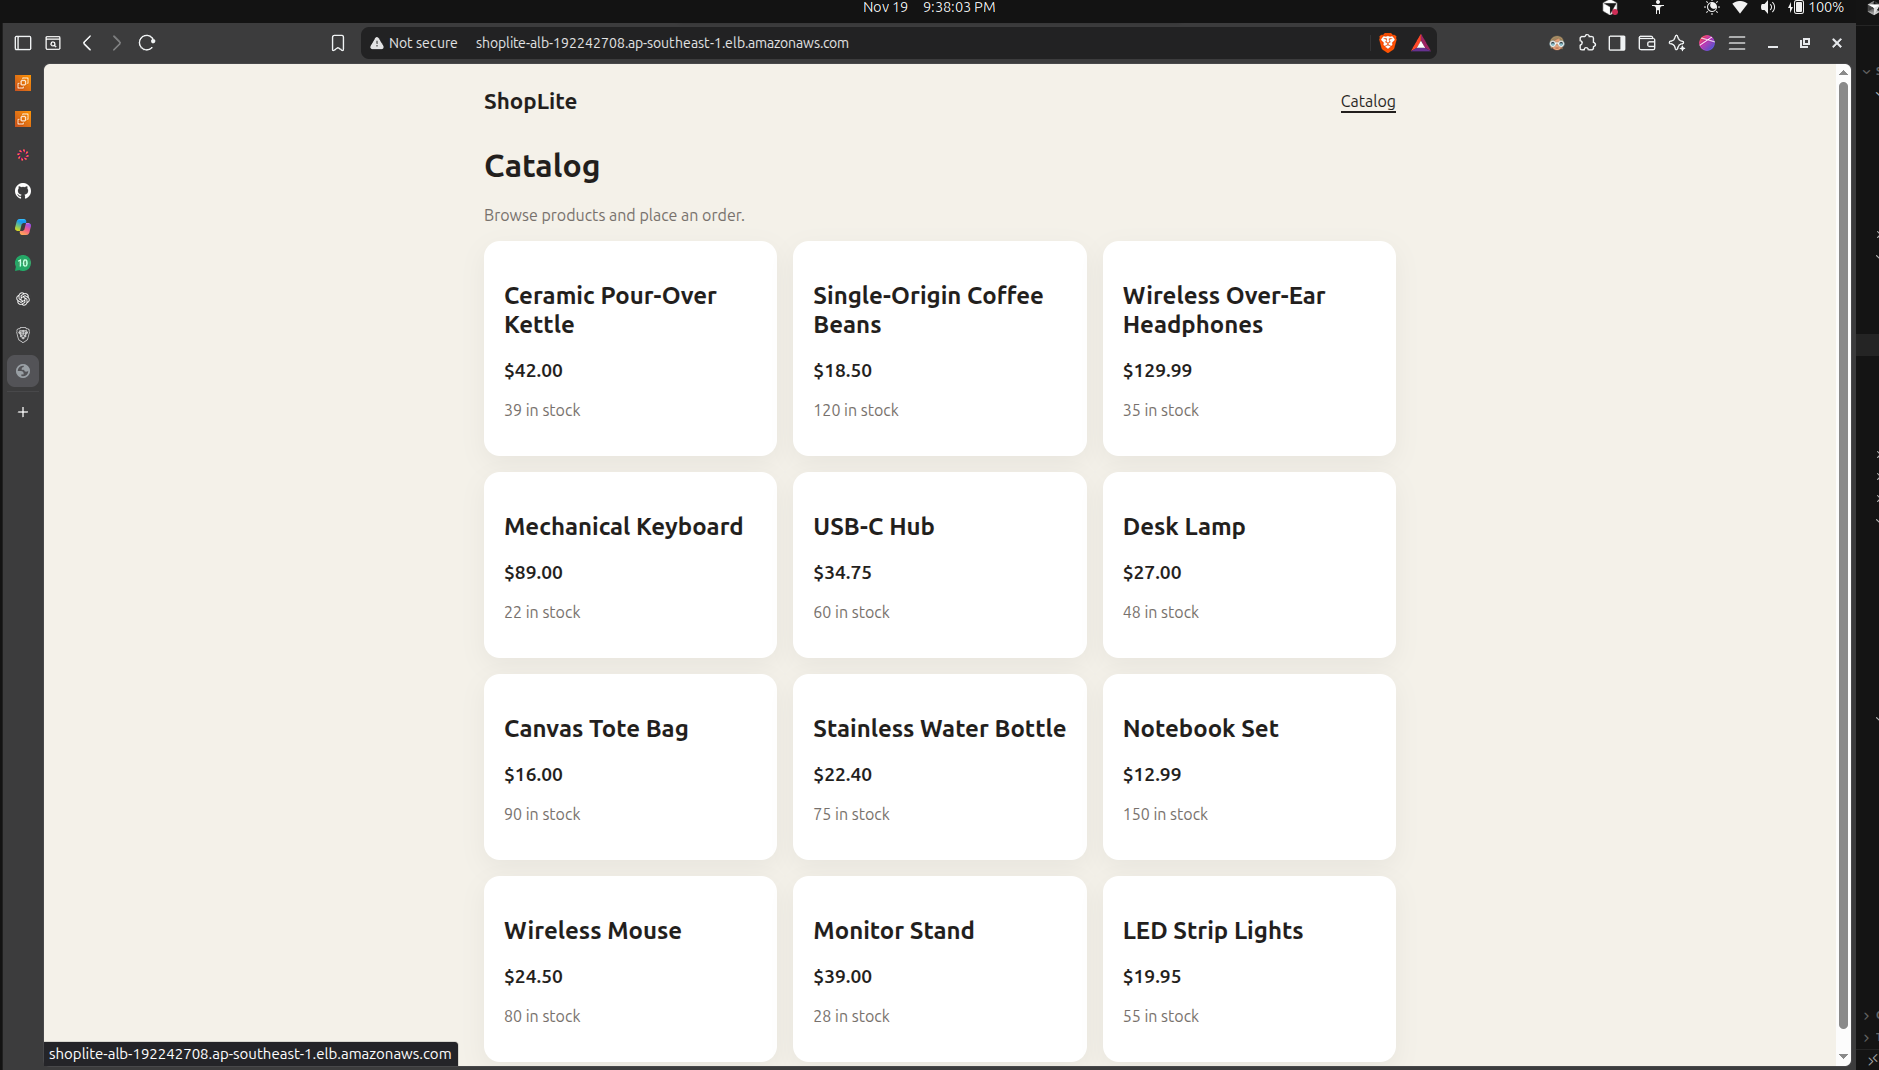 Nov 19 9:38:03 PM
100%
Not secure shoplite-alb-192242708.ap-southeast-1.elb.amazonaws.com
10
ShopLite
Catalog
Catalog
Browse products and place an order.
Ceramic Pour-Over
Kettle
$42.00
39 in stock
Single-Origin Coffee
Beans
$18.50
120 in stock
Wireless Over-Ear
Headphones
$129.99
35 in stock
Mechanical Keyboard
$89.00
22 in stock
USB-C Hub
$34.75
60 in stock
Desk Lamp
$27.00
48 in stock
Canvas Tote Bag
$16.00
90 in stock
Stainless Water Bottle
$22.40
75 in stock
Notebook Set
$12.99
150 in stock
Wireless Mouse
$24.50
80 in stock
Monitor Stand
$39.00
28 in stock
LED Strip Lights
$19.95
55 in stock
shoplite-alb-192242708.ap-southeast-1.elb.amazonaws.com